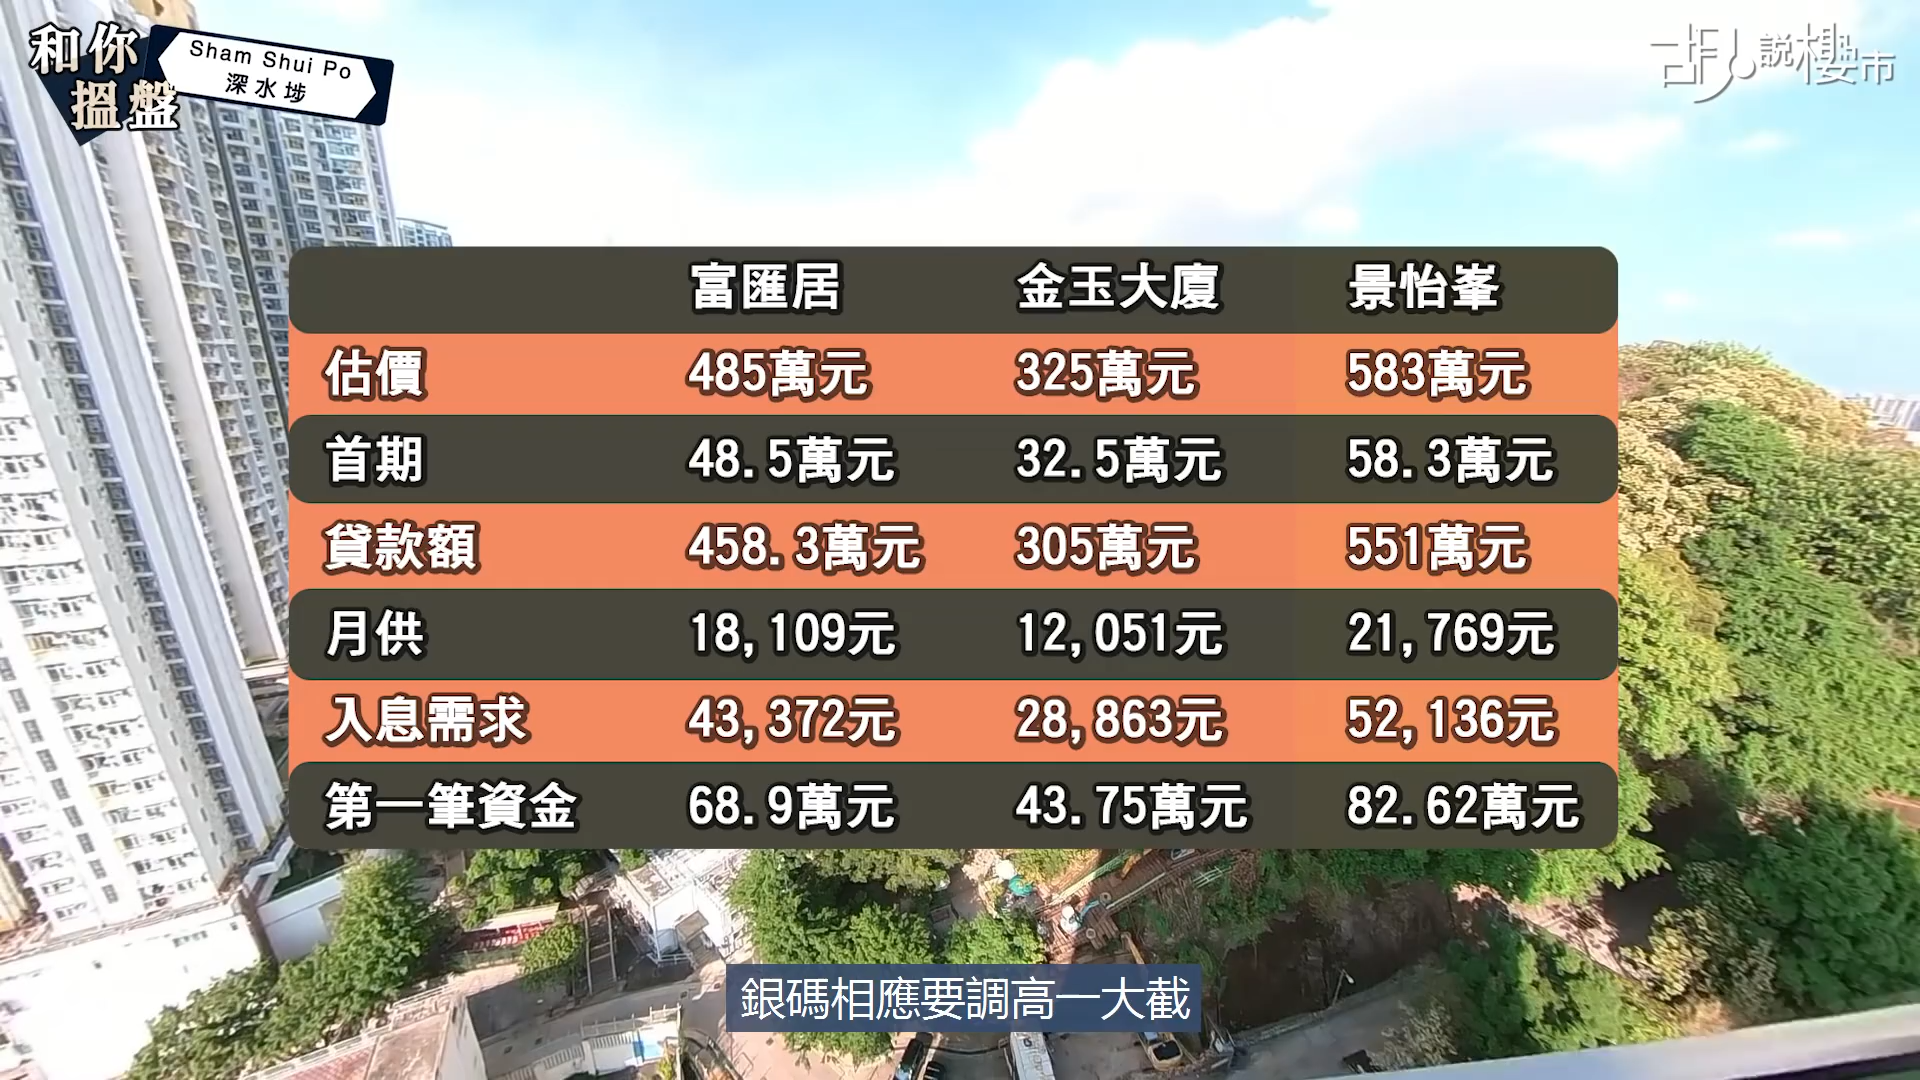 和你
搵盤
Sham Shui Po
深水埗
胡說樓市
富匯居 金玉大廈 景怡峯
估價 485萬元 325萬元 583萬元
首期 48.5萬元 32.5萬元 58.3萬元
貸款額 458.3萬元 305萬元 551萬元
月供 18,109元 12,051元 21,769元
入息需求 43,372元 28,863元 52,136元
第一筆資金 68.9萬元 43.75萬元 82.62萬元
銀碼相應要調高一大截